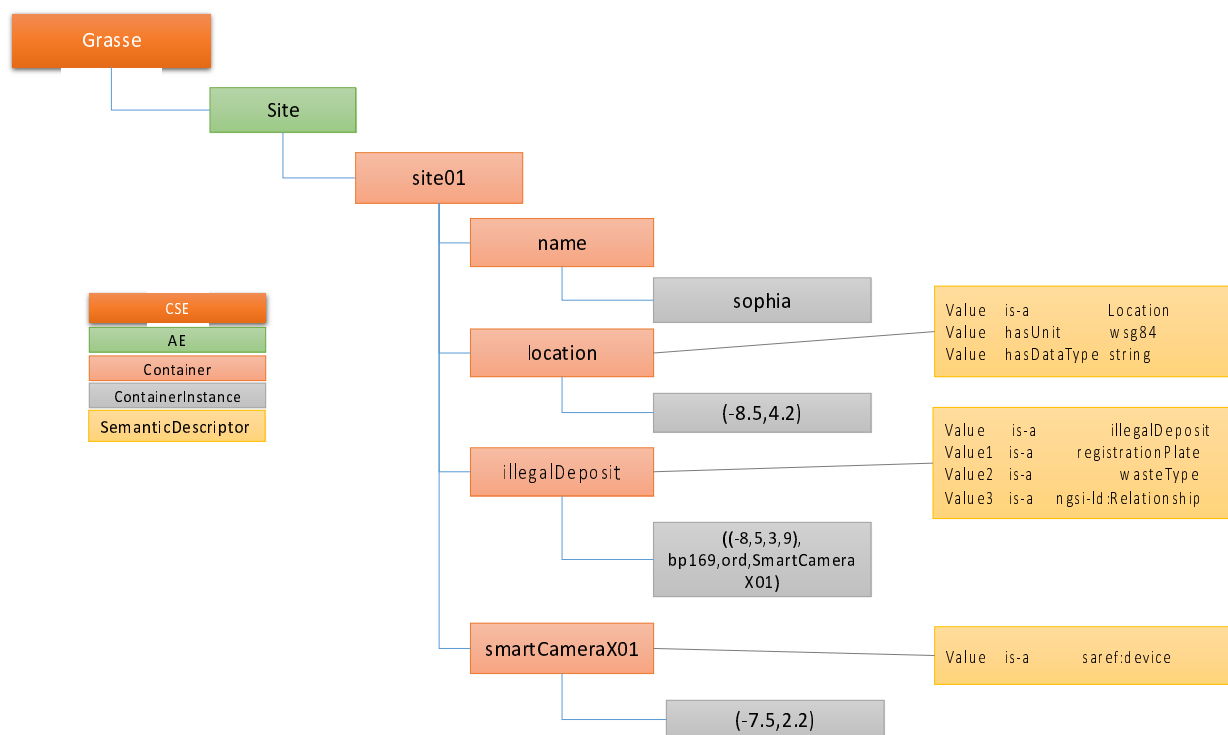 Grasse
Site
site01
name
sophia
location
(-8.5,4.2)
illegalDeposit
((-8,5,3,9),
bp169,ord,SmartCamera
X01)
smartCameraX01
(-7.5,2.2)
CSE
AE
Container
ContainerInstance
SemanticDescriptor
Value is-a Location
Value hasUnit wsg84
Value hasDataType string
Value is-a illegalDeposit
Value1 is-a registrationPlate
Value2 is-a wasteType
Value3 is-a ngsi-ld:Relationship
Value is-a saref:device